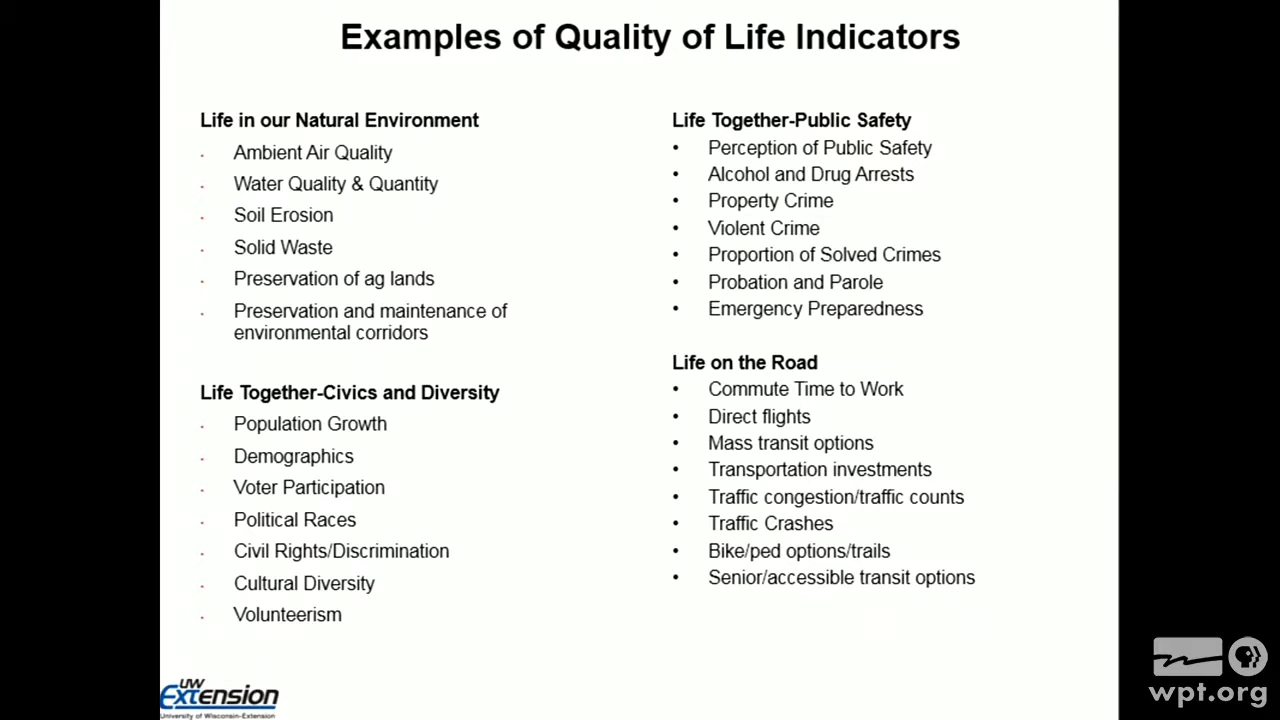 Examples of Quality of Life Indicators
Life in our Natural Environment
Ambient Air Quality
Water Quality & Quantity
Soil Erosion
Solid Waste
Preservation of ag lands
Preservation and maintenance of
environmental corridors
Life Together-Civics and Diversity
Population Growth
Demographics
Voter Participation
Political Races
Civil Rights/Discrimination
Cultural Diversity
Volunteerism
Life Together-Public Safety
• Perception of Public Safety
• Alcohol and Drug Arrests
• Property Crime
• Violent Crime
• Proportion of Solved Crimes
• Probation and Parole
• Emergency Preparedness
Life on the Road
• Commute Time to Work
• Direct flights
• Mass transit options
• Transportation investments
• Traffic congestion/traffic counts
• Traffic Crashes
• Bike/ped options/trails
• Senior/accessible transit options
UW
Extension
University of Wisconsin-Extension
wpt.org